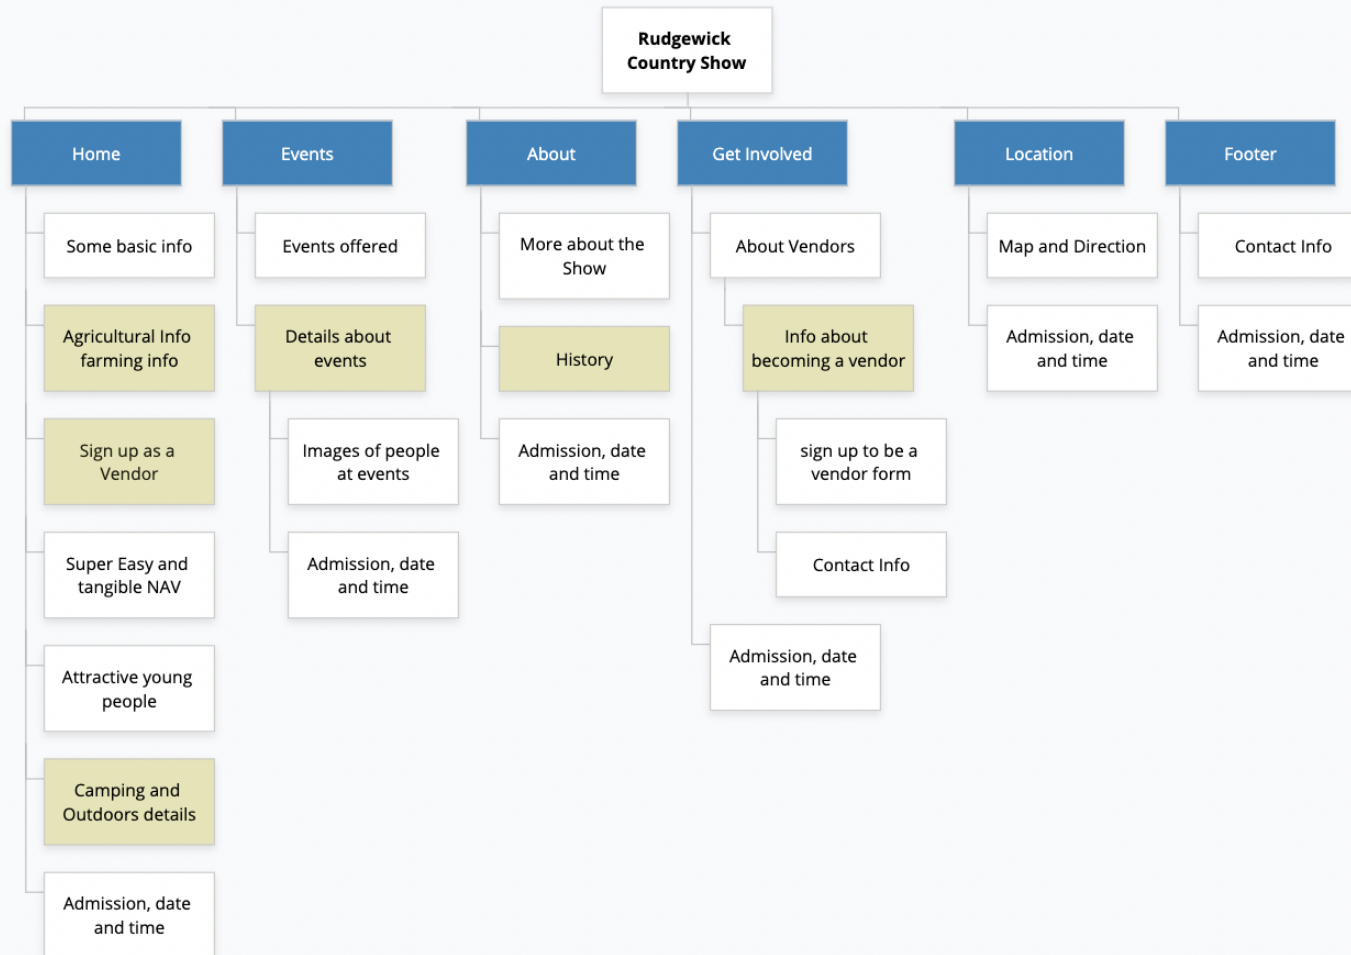 Rudgewick
Country Show
Home
Events
About
Get Involved
Location
Footer
Some basic info
Agricultural Info
farming info
Sign up as a
Vendor
Super Easy and
tangible NAV
Attractive young
people
Camping and
Outdoors details
Admission, date
and time
Events offered
Details about
events
Images of people
at events
Admission, date
and time
More about the
Show
History
Admission, date
and time
About Vendors
Info about
becoming a vendor
sign up to be a
vendor form
Contact Info
Admission, date
and time
Map and Direction
Admission, date
and time
Contact Info
Admission, date
and time